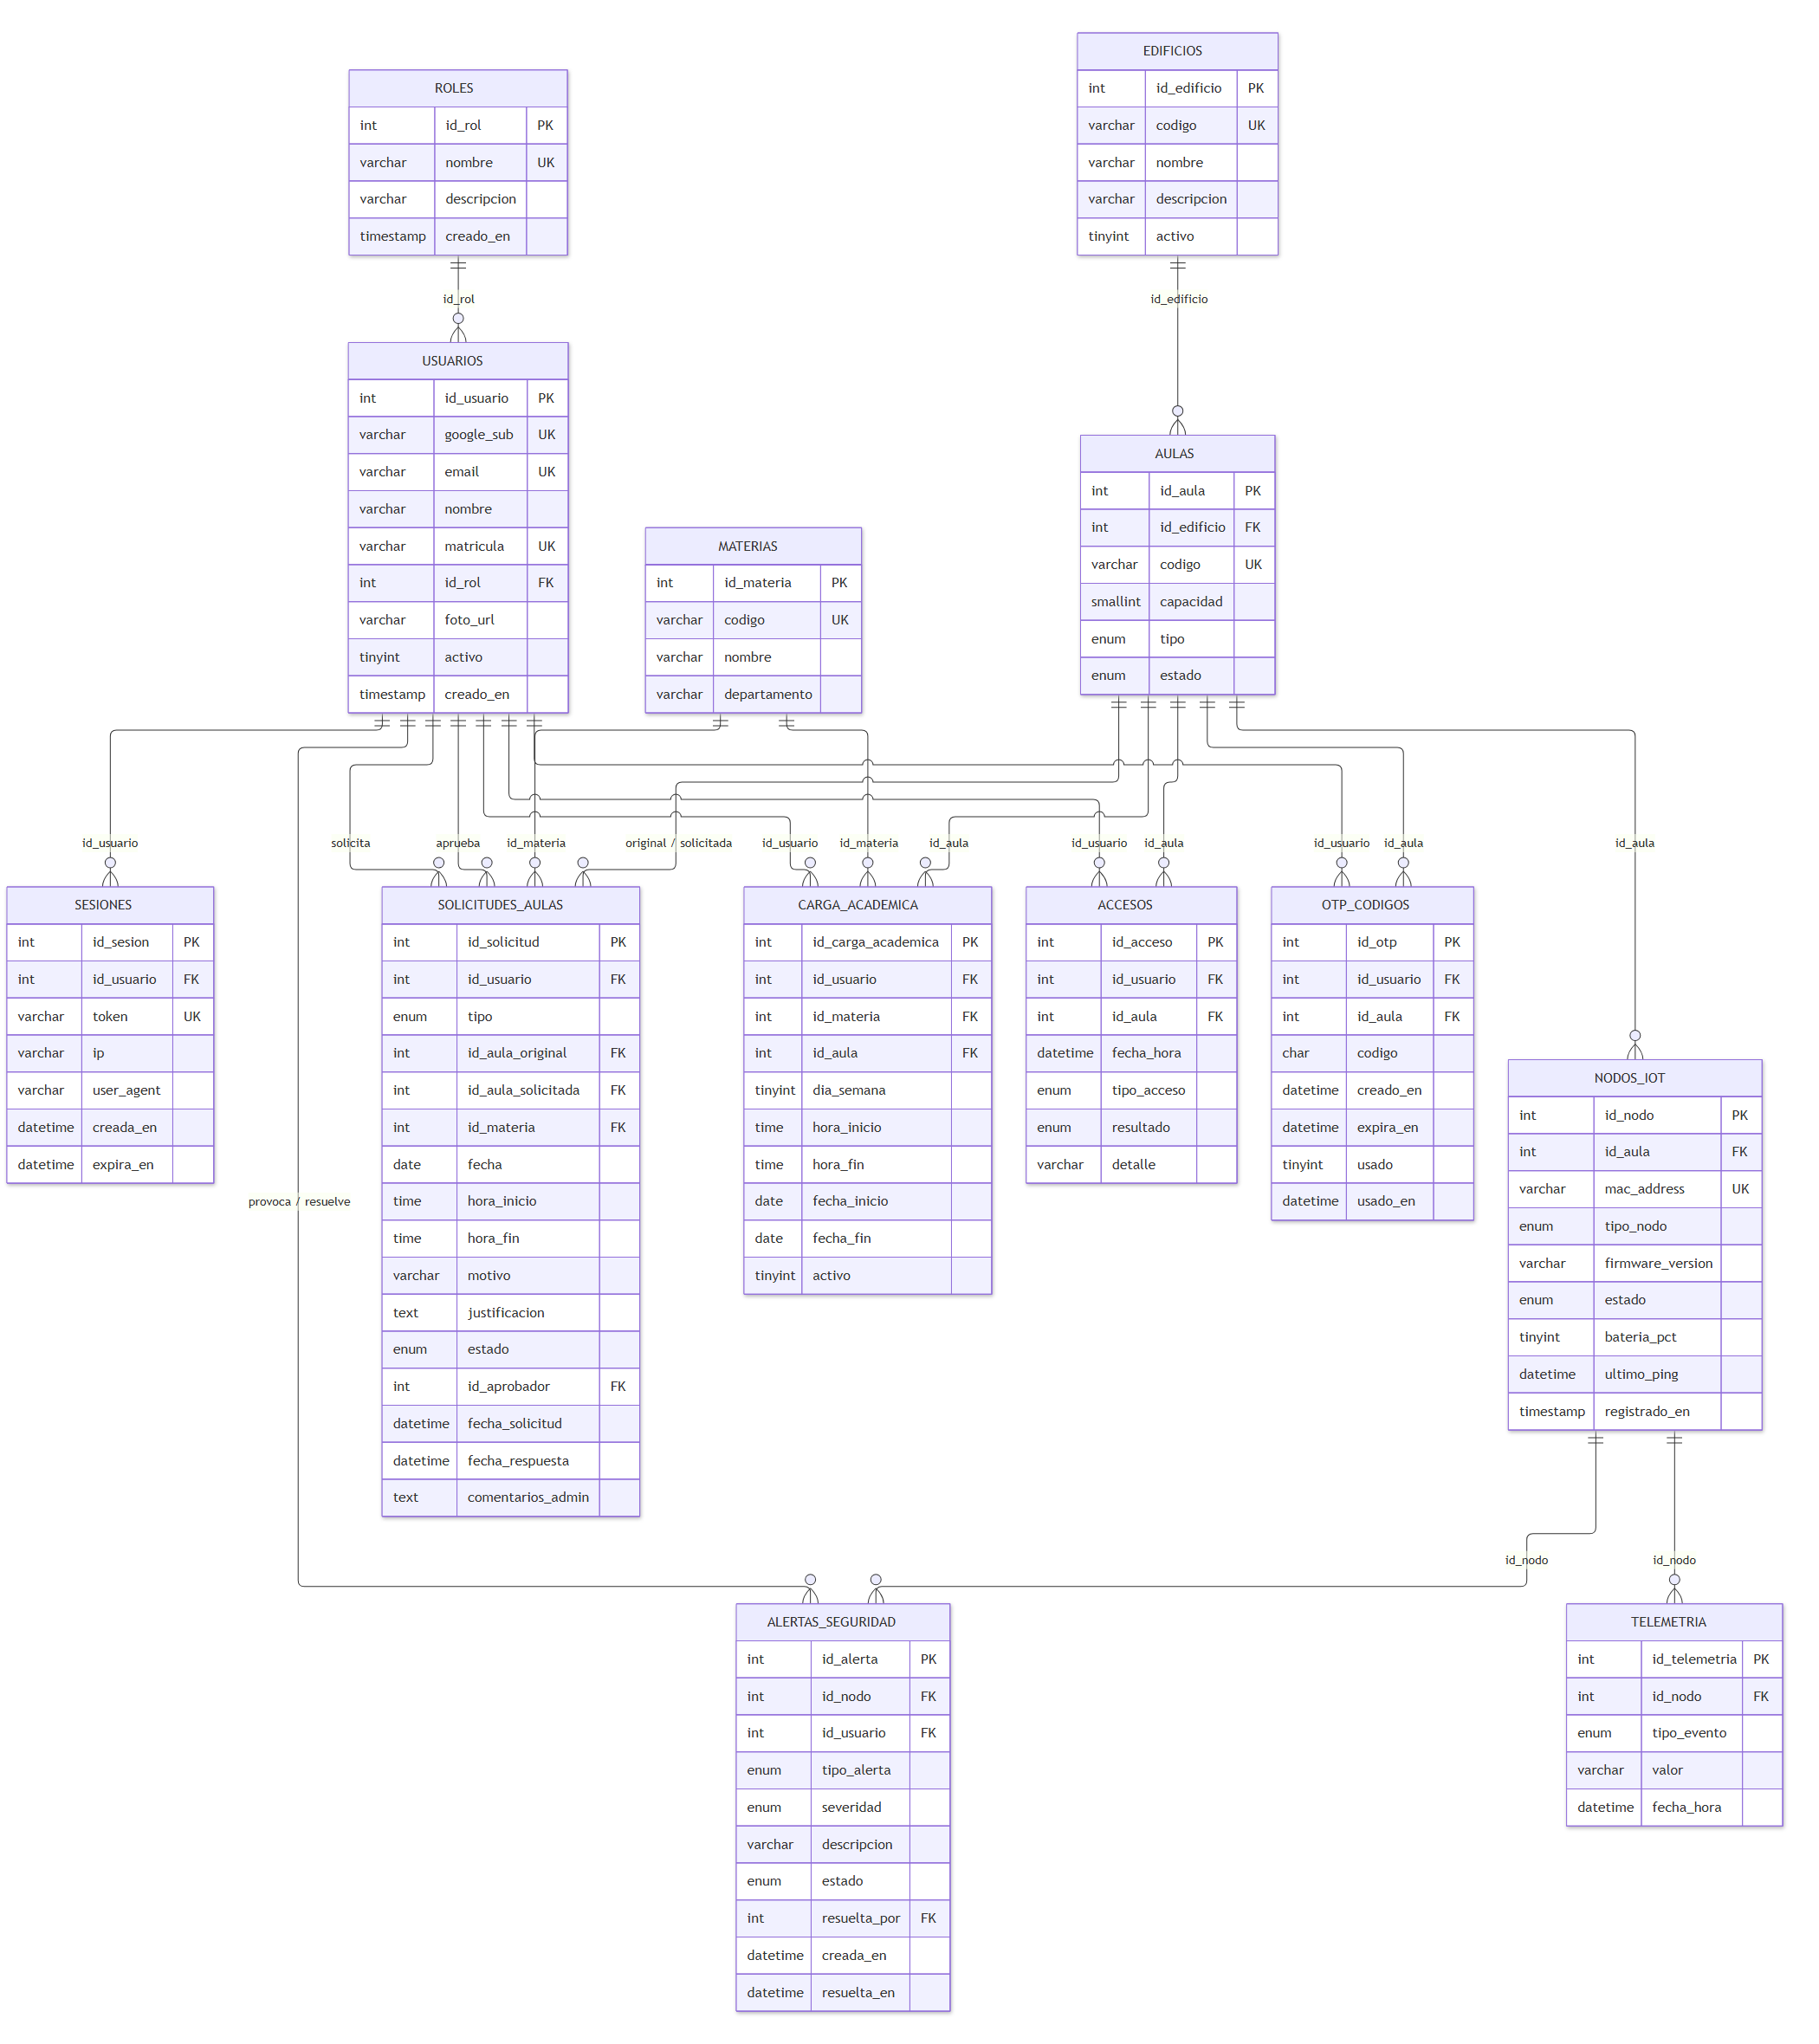 EDIFICIOS
int id_edificio PK
varchar codigo UK
varchar nombre
varchar descripcion
tinyint activo
ROLES
int id_rol PK
varchar nombre UK
varchar descripcion
timestamp creado_en
id_rol
id_edificio
USUARIOS
int id_usuario PK
varchar google_sub UK
varchar email UK
varchar nombre
varchar matricula UK
int id_rol FK
varchar foto_url
tinyint activo
timestamp creado_en
MATERIAS
int id_materia PK
varchar codigo UK
varchar nombre
varchar departamento
AULAS
int id_aula PK
int id_edificio FK
varchar codigo UK
smallint capacidad
enum tipo
enum estado
id_usuario solicita aprueba id_materia original / solicitada id_usuario id_materia id_aula id_usuario id_aula id_usuario id_aula id_aula
SESIONES
int id_sesion PK
int id_usuario FK
varchar token UK
varchar ip
varchar user_agent
datetime creada_en
datetime expira_en
provoca / resuelve
SOLICITUDES_AULAS
int id_solicitud PK
int id_usuario FK
enum tipo
int id_aula_original FK
int id_aula_solicitada FK
int id_materia FK
date fecha
time hora_inicio
time hora_fin
varchar motivo
text justificacion
enum estado
int id_aprobador FK
datetime fecha_solicitud
datetime fecha_respuesta
text comentarios_admin
CARGA_ACADEMICA
int id_carga_academica PK
int id_usuario FK
int id_materia FK
int id_aula FK
tinyint dia_semana
time hora_inicio
time hora_fin
date fecha_inicio
date fecha_fin
tinyint activo
ACCESOS
int id_acceso PK
int id_usuario FK
int id_aula FK
datetime fecha_hora
enum tipo_acceso
enum resultado
varchar detalle
OTP_CODIGOS
int id_otp PK
int id_usuario FK
int id_aula FK
char codigo
datetime creado_en
datetime expira_en
tinyint usado
datetime usado_en
NODOS_IOT
int id_nodo PK
int id_aula FK
varchar mac_address UK
enum tipo_nodo
varchar firmware_version
enum estado
tinyint bateria_pct
datetime ultimo_ping
timestamp registrado_en
id_nodo id_nodo
ALERTAS_SEGURIDAD
int id_alerta PK
int id_nodo FK
int id_usuario FK
enum tipo_alerta
enum severidad
varchar descripcion
enum estado
int resuelta_por FK
datetime creada_en
datetime resuelta_en
TELEMETRIA
int id_telemetria PK
int id_nodo FK
enum tipo_evento
varchar valor
datetime fecha_hora